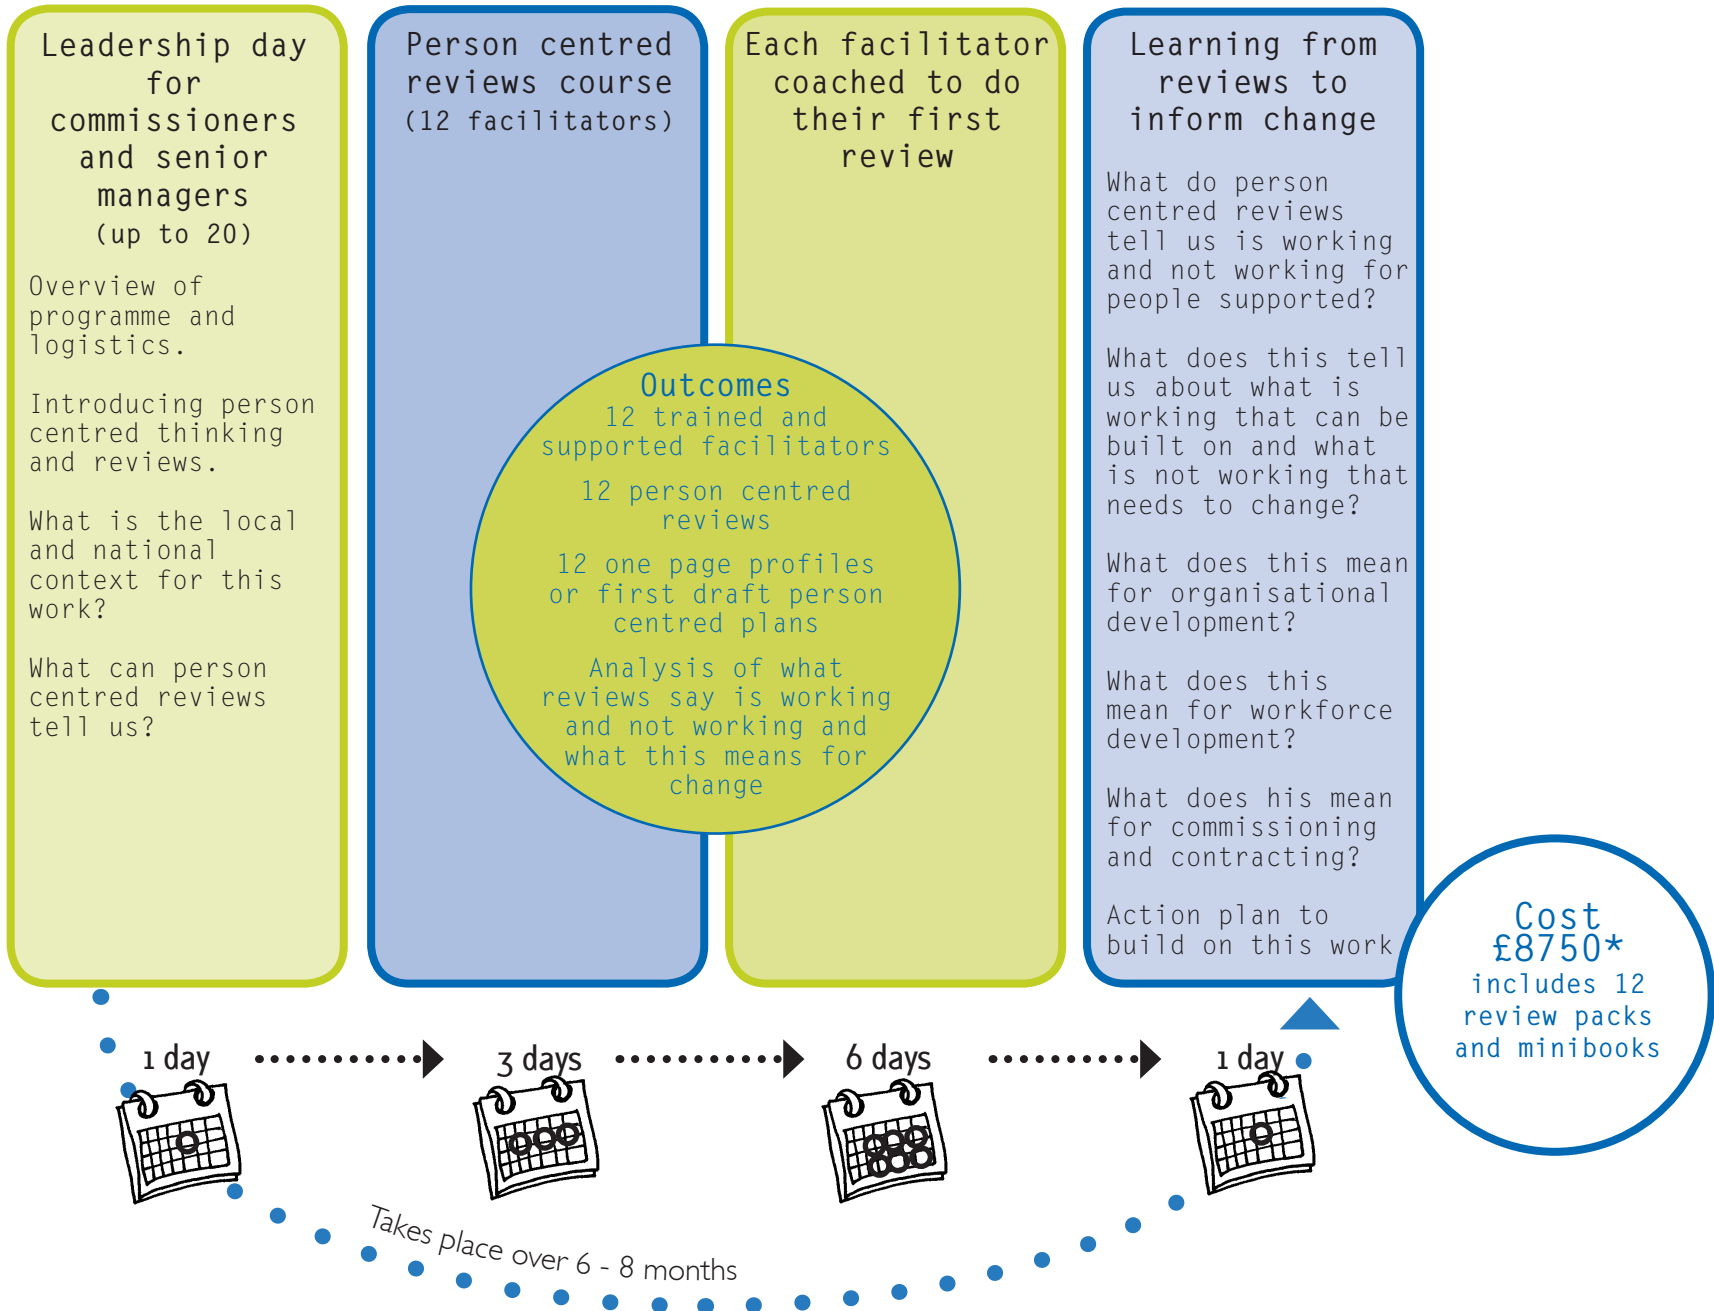 Leadership day
for
commissioners
and senior
managers
(up to 20)
Overview of
programme and
logistics.
Introducing person
centred thinking
and reviews.
What is the local
and national
context for this
work?
What can person
centred reviews
tell us?
Person centred
reviews course
(12 facilitators)
Each facilitator
coached to do
their first
review
Outcomes
12 trained and
supported facilitators
12 person centred
reviews
12 one page profiles
or first draft person
centred plans
Analysis of what
reviews say is working
and not working and
what this means for
change
Learning from
reviews to
inform change
What do person
centred reviews
tell us is working
and not working for
people supported?
What does this tell
us about what is
working that can be
built on and what
is not working that
needs to change?
What does this mean
for organisational
development?
What does this
mean for workforce
development?
What does his mean
for commissioning
and contracting?
Action plan to
build on this work
Cost
£8750*
includes 12
review packs
and minibooks
1 day
3 days
6 days
1 day
Takes place over 6 - 8 months